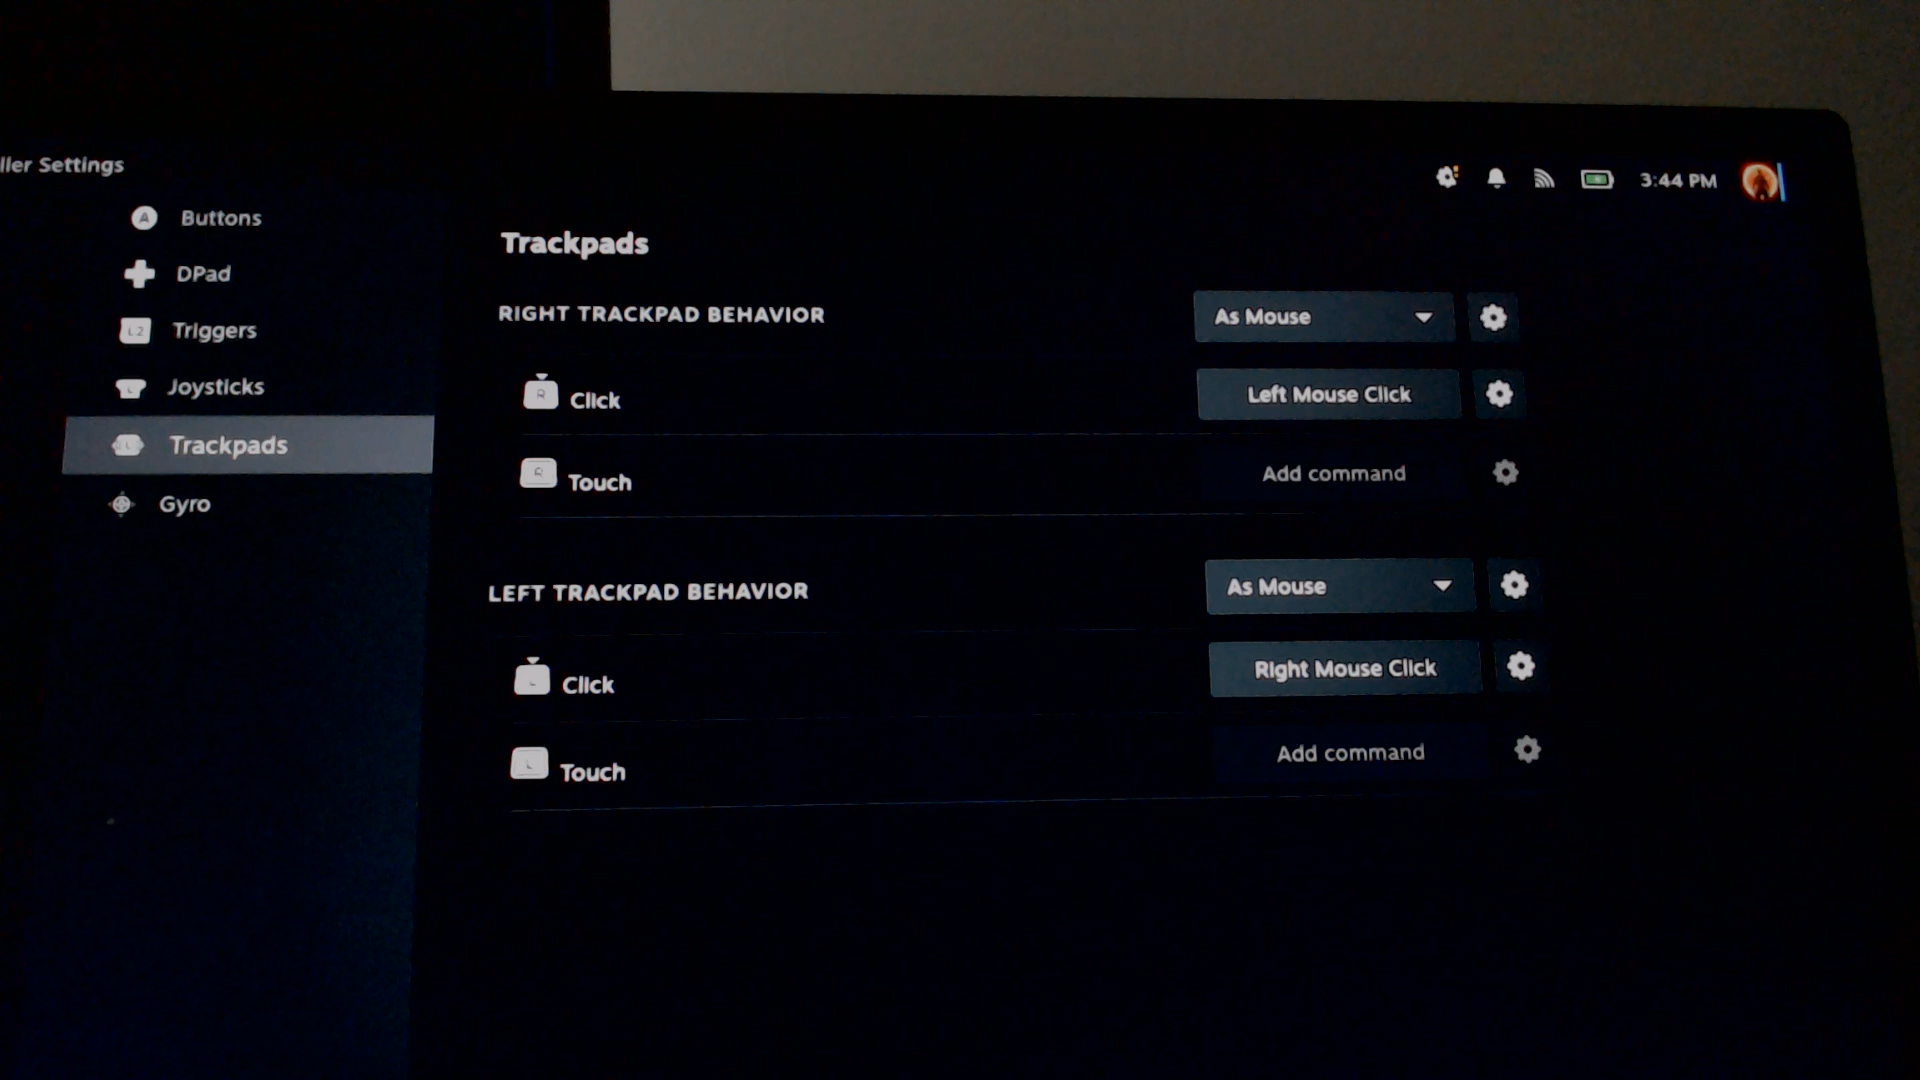 ller Settings
3:44 PM
A Buttons
DPad
L2 Triggers
L Joysticks
L Trackpads
Gyro
Trackpads
RIGHT TRACKPAD BEHAVIOR As Mouse
R Click Left Mouse Click
R Touch Add command
LEFT TRACKPAD BEHAVIOR As Mouse
L Click Right Mouse Click
L Touch Add command